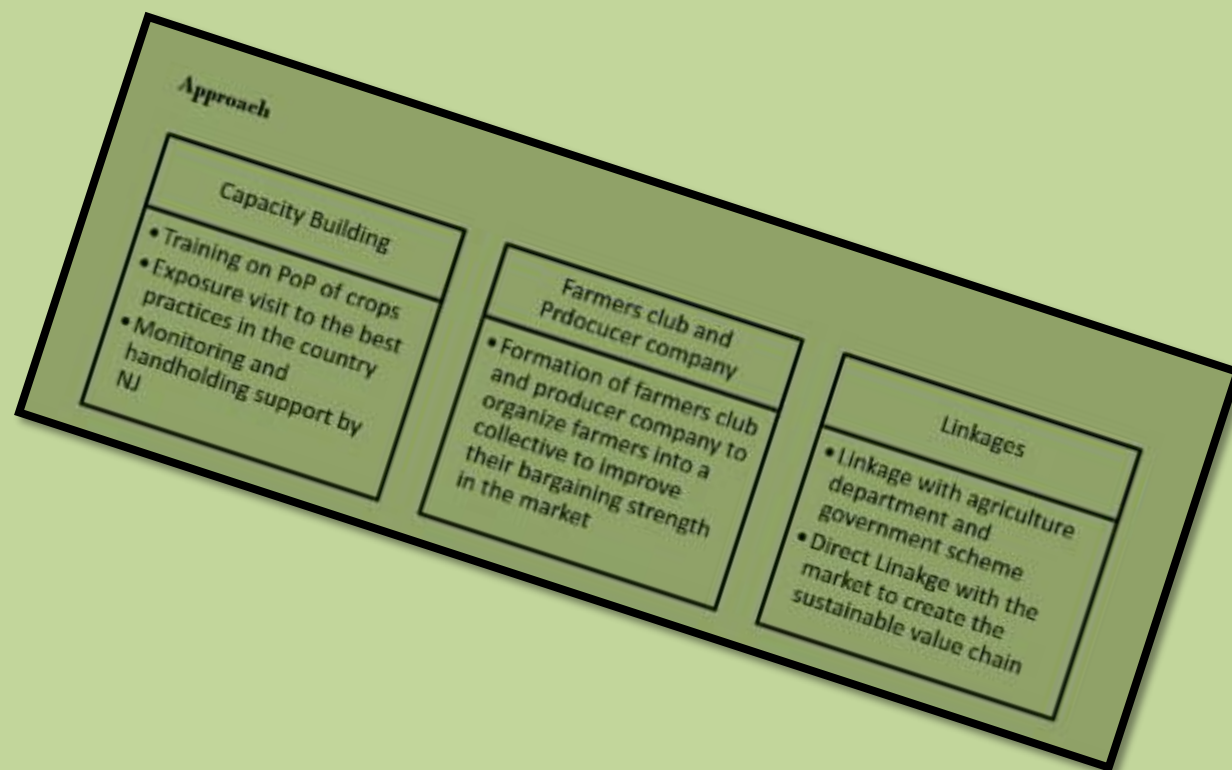 Approach
Capacity Building
• Training on PoP of crops
• Exposure visit to the best
practices in the country
• Monitoring and
handholding support by
NJ
Farmers club and
Prdocucer company
• Formation of farmers club
and producer company to
organize farmers into a
collective to improve
their bargaining strength
in the market
Linkages
• Linkage with agriculture
department and
government scheme
• Direct Linakge with the
market to create the
sustainable value chain